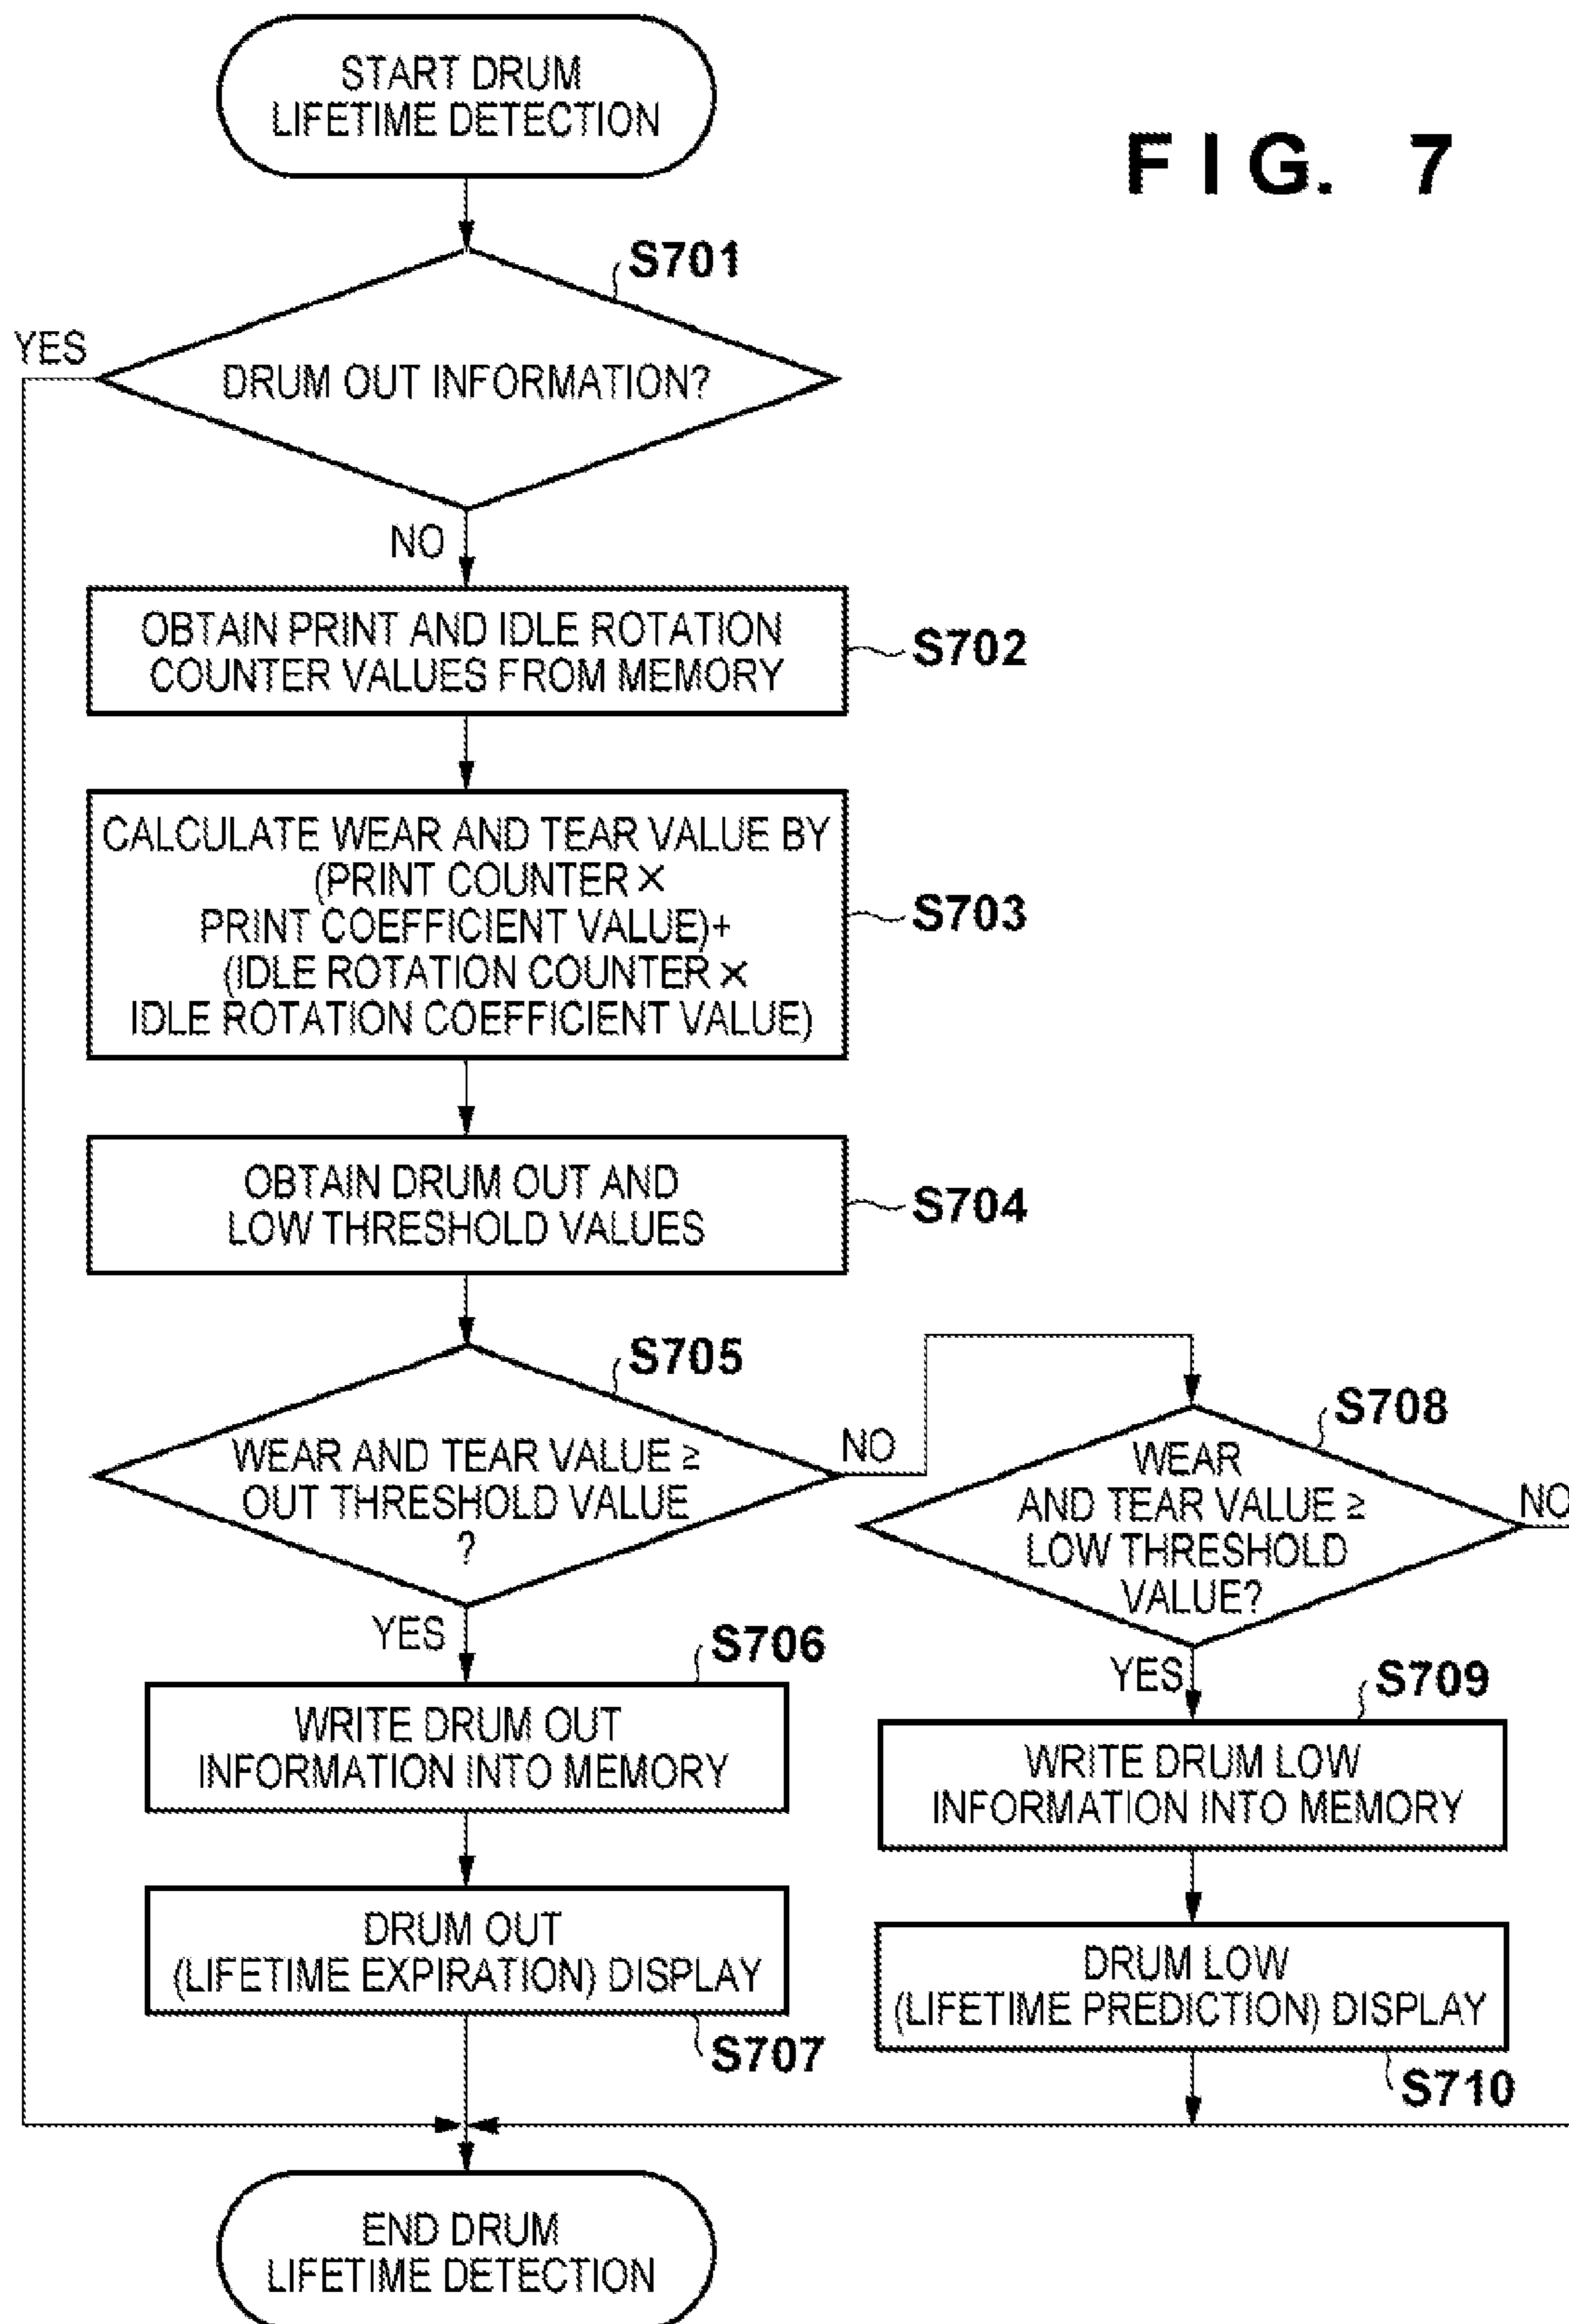 START DRUM
LIFETIME DETECTION
FIG. 7
S701
YES
DRUM OUT INFORMATION?
NO
OBTAIN PRINT AND IDLE ROTATION
COUNTER VALUES FROM MEMORY
S702
CALCULATE WEAR AND TEAR VALUE BY
(PRINT COUNTER ×
PRINT COEFFICIENT VALUE)+
(IDLE ROTATION COUNTER ×
IDLE ROTATION COEFFICIENT VALUE)
S703
OBTAIN DRUM OUT AND
LOW THRESHOLD VALUES
S704
S705
WEAR AND TEAR VALUE ≥
OUT THRESHOLD VALUE
?
NO
YES
S708
WEAR
AND TEAR VALUE ≥
LOW THRESHOLD
VALUE?
NO
YES
S706
WRITE DRUM OUT
INFORMATION INTO MEMORY
S709
WRITE DRUM LOW
INFORMATION INTO MEMORY
DRUM OUT
(LIFETIME EXPIRATION) DISPLAY
S707
DRUM LOW
(LIFETIME PREDICTION) DISPLAY
S710
END DRUM
LIFETIME DETECTION